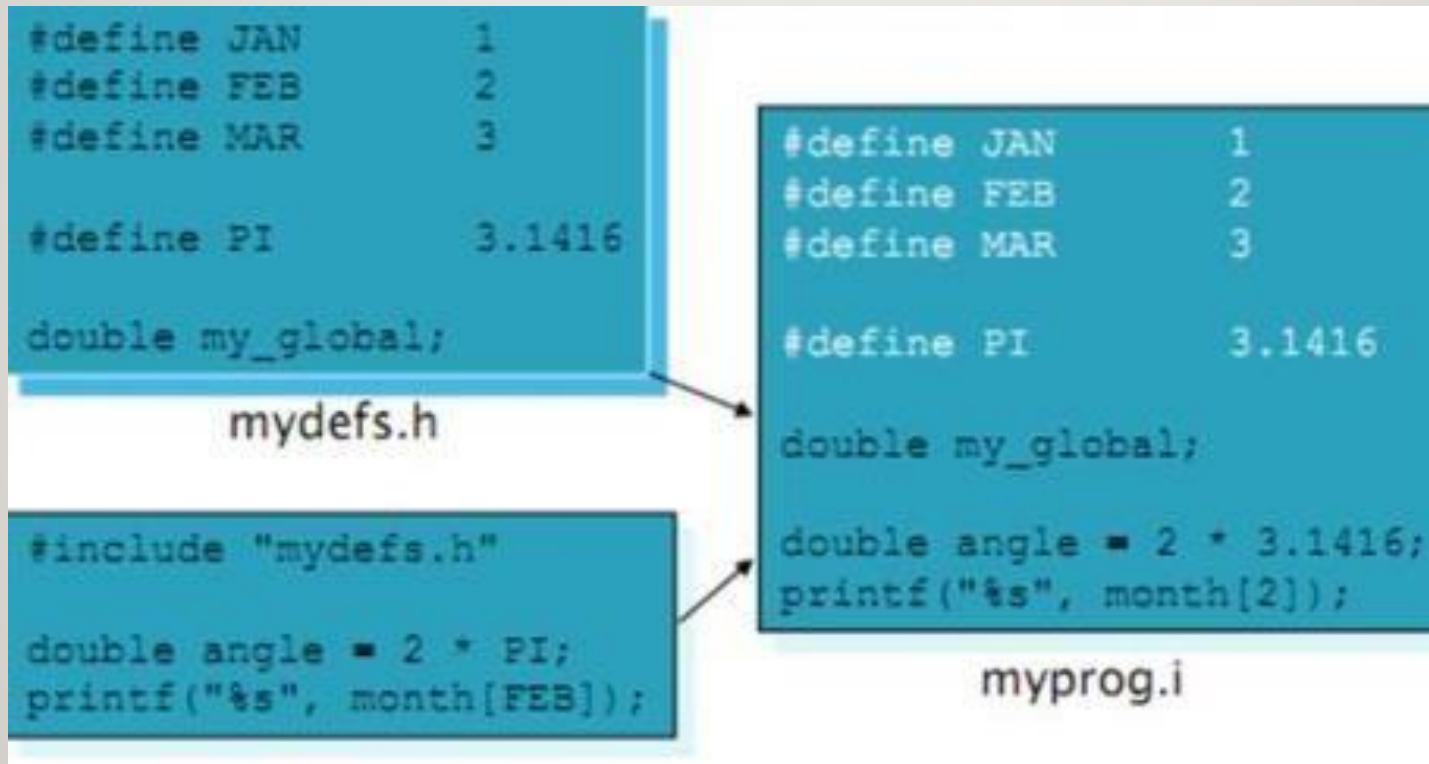 #define JAN 1
#define FEB 2
#define MAR 3
#define PI 3.1416
double my_global;
mydefs.h
#include "mydefs.h"
double angle = 2 * PI;
printf("%s", month[FEB]);
#define JAN 1
#define FEB 2
#define MAR 3
#define PI 3.1416
double my_global;
double angle = 2 * 3.1416;
printf("%s", month[2]);
myprog.i